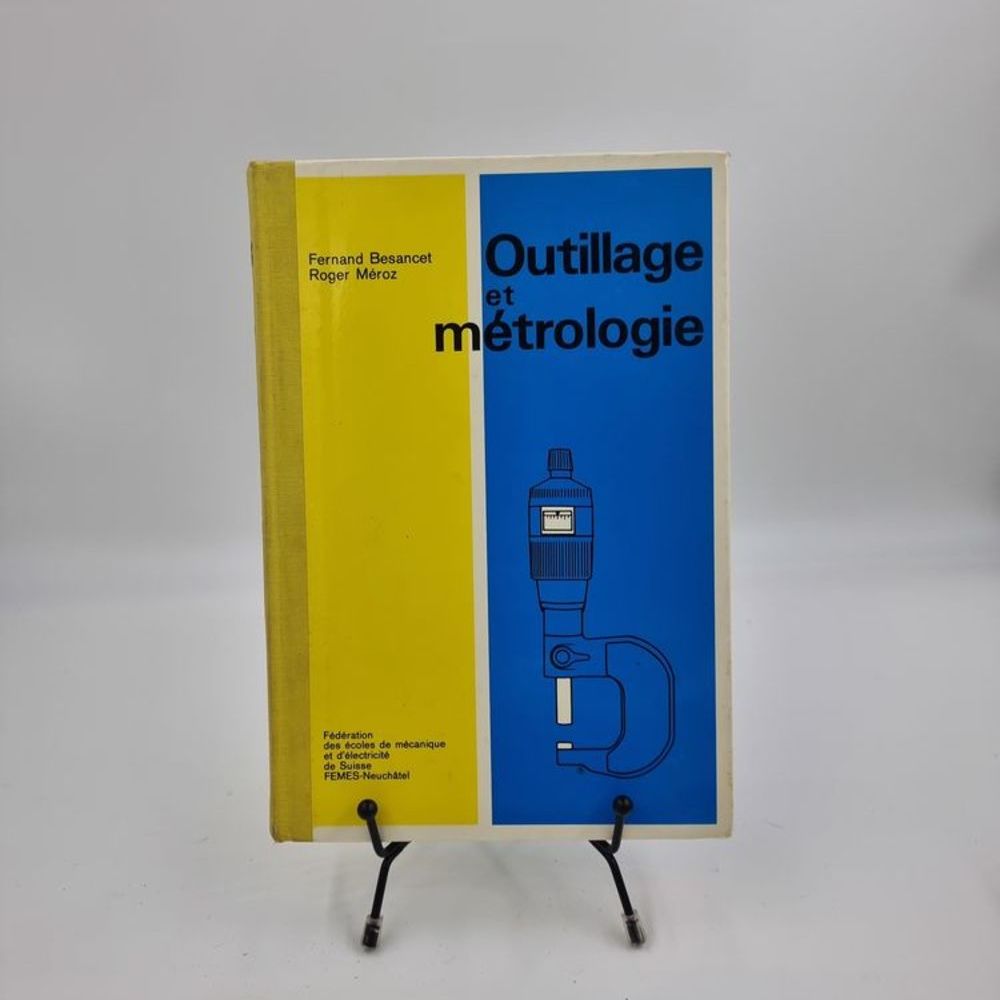 Fernand Besancet
Roger Méroz
Outillage
et
métrologie
Fédération
des écoles de mécanique
et d'électricité
de Suisse
FEMES-Neuchâtel